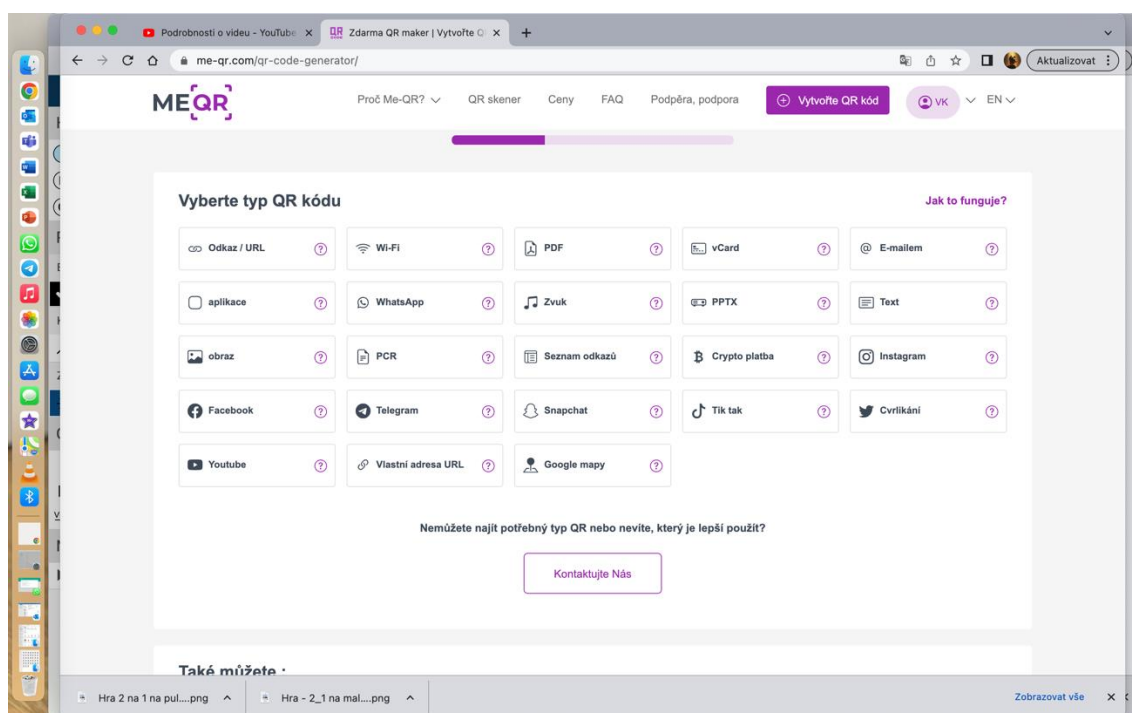 Podrobnosti o videu - YouTube
Zdarma QR maker | Vytvořte Q
me-qr.com/qr-code-generator/
Aktualizovat
MEQR
Proč Me-QR?
QR skener
Ceny
FAQ
Podpěra, podpora
Vytvořte QR kód
VK
EN
Vyberte typ QR kódu
Jak to funguje?
Odkaz / URL ?
Wi-Fi ?
PDF ?
vCard ?
E-mailem ?
aplikace ?
WhatsApp ?
Zvuk ?
PPTX ?
Text ?
obraz ?
PCR ?
Seznam odkazů ?
Crypto platba ?
Instagram ?
Facebook ?
Telegram ?
Snapchat ?
Tik tak ?
Cvrlikání ?
Youtube ?
Vlastní adresa URL ?
Google mapy ?
Nemůžete najít potřebný typ QR nebo nevíte, který je lepší použít?
Kontaktujte Nás
Také můžete :
Hra 2 na 1 na pul....png
Hra - 2_1 na mal....png
Zobrazovat vše